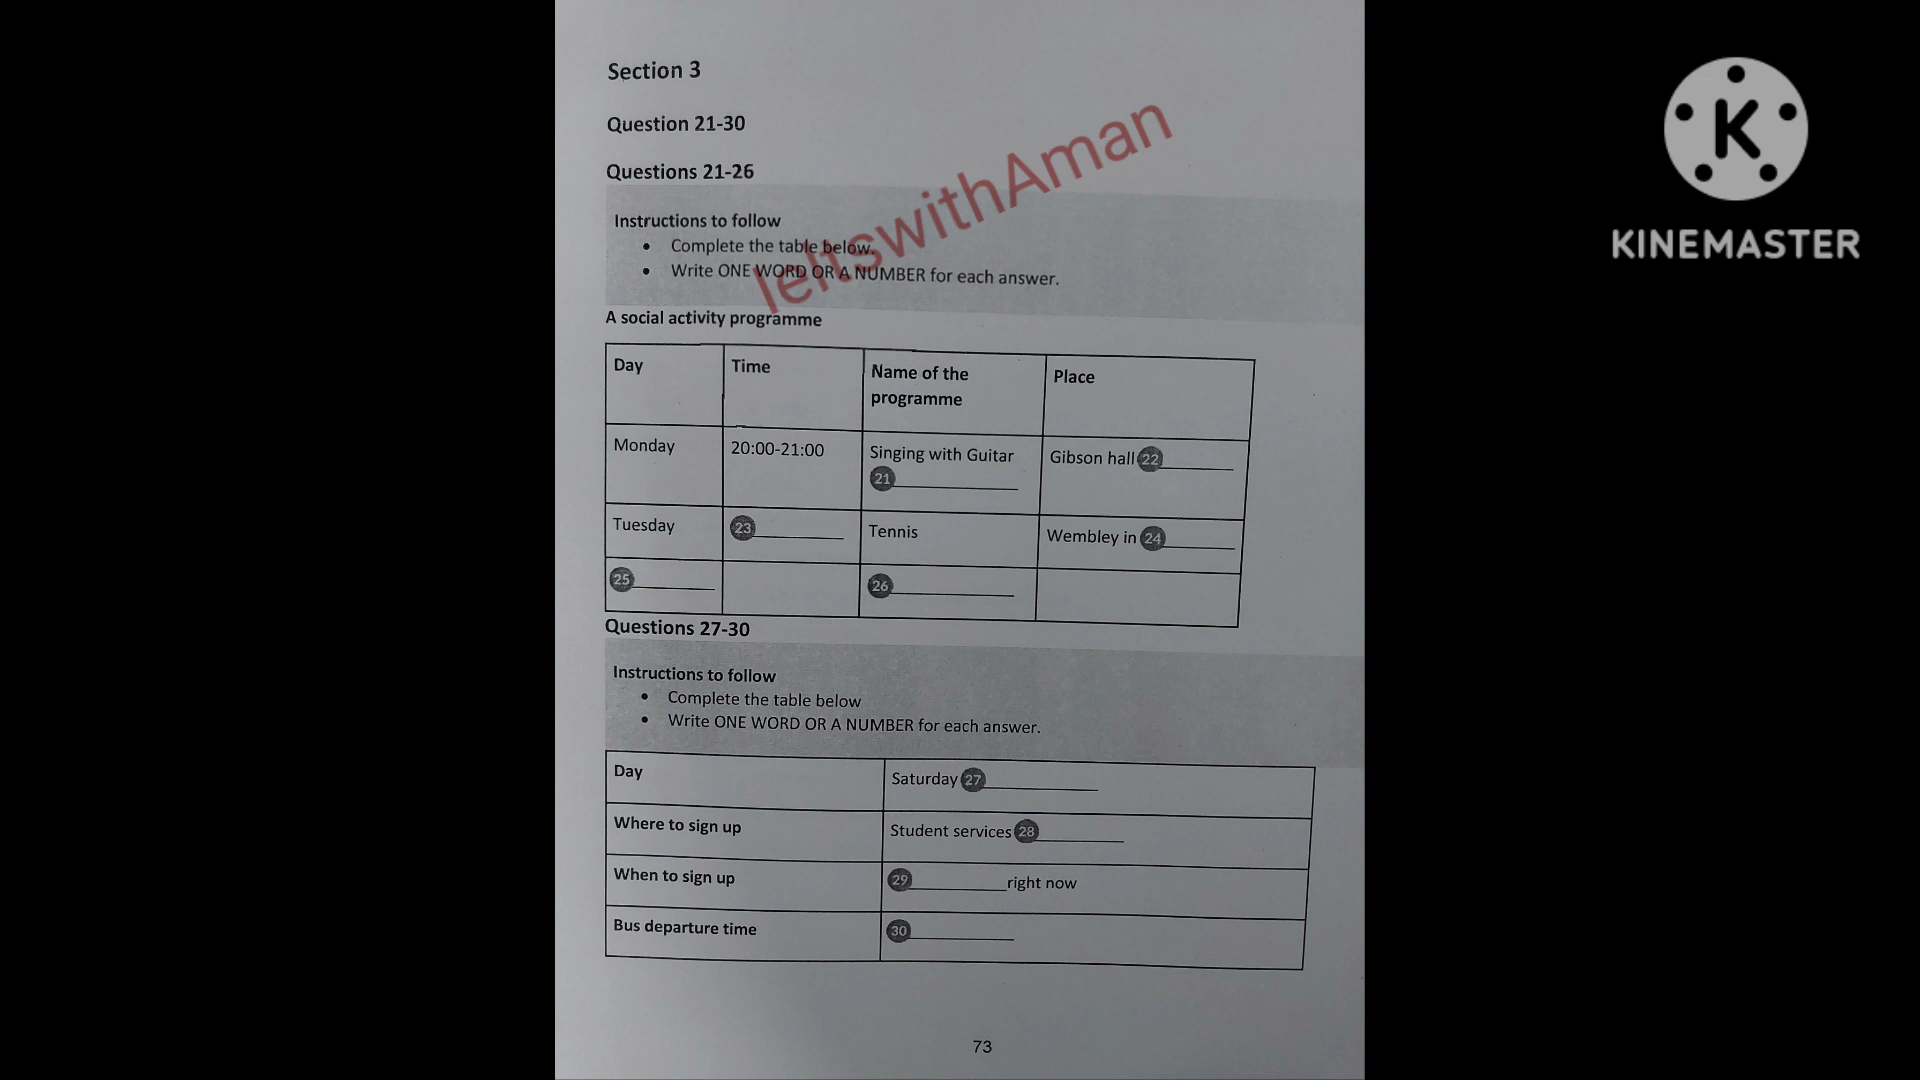 Section 3
Question 21-30
Questions 21-26
Instructions to follow
• Complete the table below.
• Write ONE WORD OR A NUMBER for each answer.
IeltswithAman
A social activity programme
Day Time Name of the programme Place
Monday 20:00-21:00 Singing with Guitar 21 Gibson hall 22
Tuesday 23 Tennis Wembley in 24
25 26
Questions 27-30
Instructions to follow
• Complete the table below
• Write ONE WORD OR A NUMBER for each answer.
Day Saturday 27
Where to sign up Student services 28
When to sign up 29 right now
Bus departure time 30
73
K
KINEMASTER